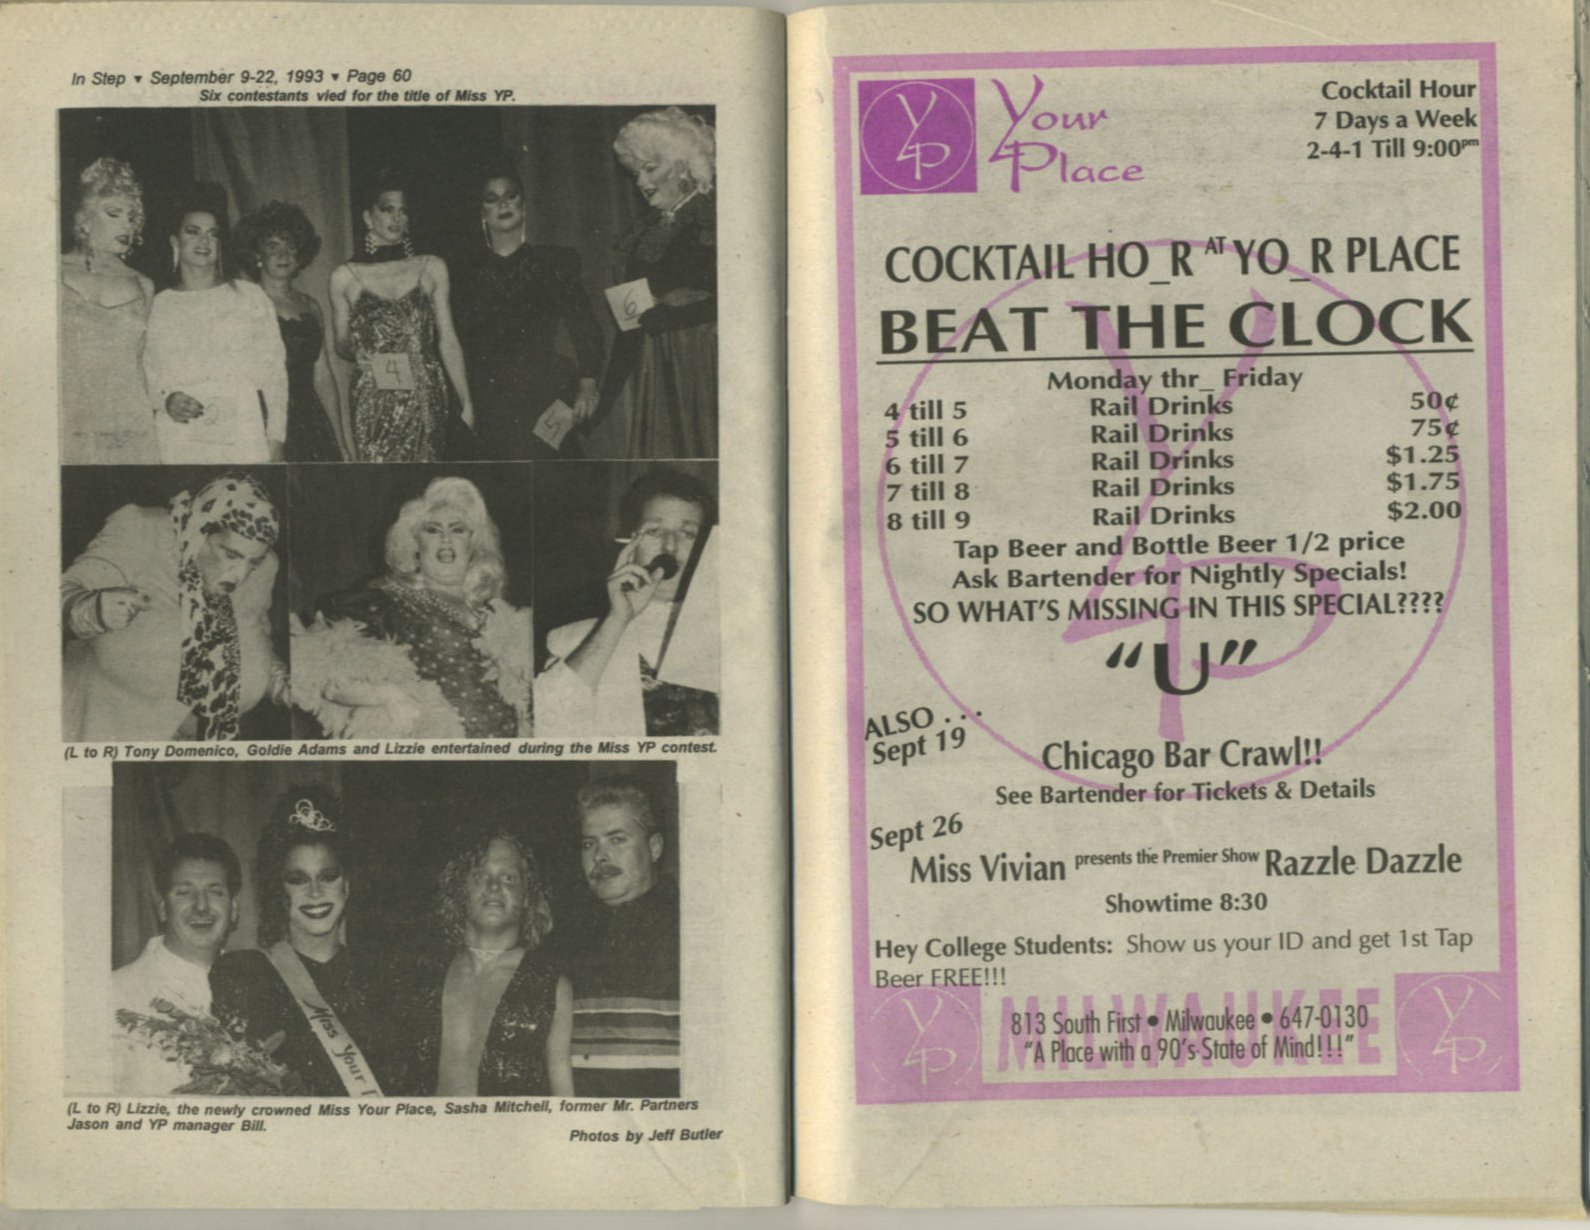 In Step ▾ September 9-22, 1993 ▾ Page 60
Six contestants vied for the title of Miss YP.
6
4
2
5
(L to R) Tony Domenico, Goldie Adams and Lizzie entertained during the Miss YP contest.
Miss Your
(L to R) Lizzie, the newly crowned Miss Your Place, Sasha Mitchell, former Mr. Partners
Jason and YP manager Bill.
Photos by Jeff Butler
YP
Your
Place
Cocktail Hour
7 Days a Week
2-4-1 Till 9:00pm
COCKTAIL HO_R AT YO_R PLACE
BEAT THE CLOCK
Monday thr_ Friday
4 till 5 Rail Drinks 50¢
5 till 6 Rail Drinks 75¢
6 till 7 Rail Drinks $1.25
7 till 8 Rail Drinks $1.75
8 till 9 Rail Drinks $2.00
Tap Beer and Bottle Beer 1/2 price
Ask Bartender for Nightly Specials!
SO WHAT'S MISSING IN THIS SPECIAL????
"U"
ALSO . . .
Sept 19
Chicago Bar Crawl!!
See Bartender for Tickets & Details
Sept 26
Miss Vivian presents the Premier Show Razzle Dazzle
Showtime 8:30
Hey College Students: Show us your ID and get 1st Tap
Beer FREE!!!
YP
MILWAUKEE
YP
813 South First • Milwaukee • 647-0130
"A Place with a 90's State of Mind!!!"